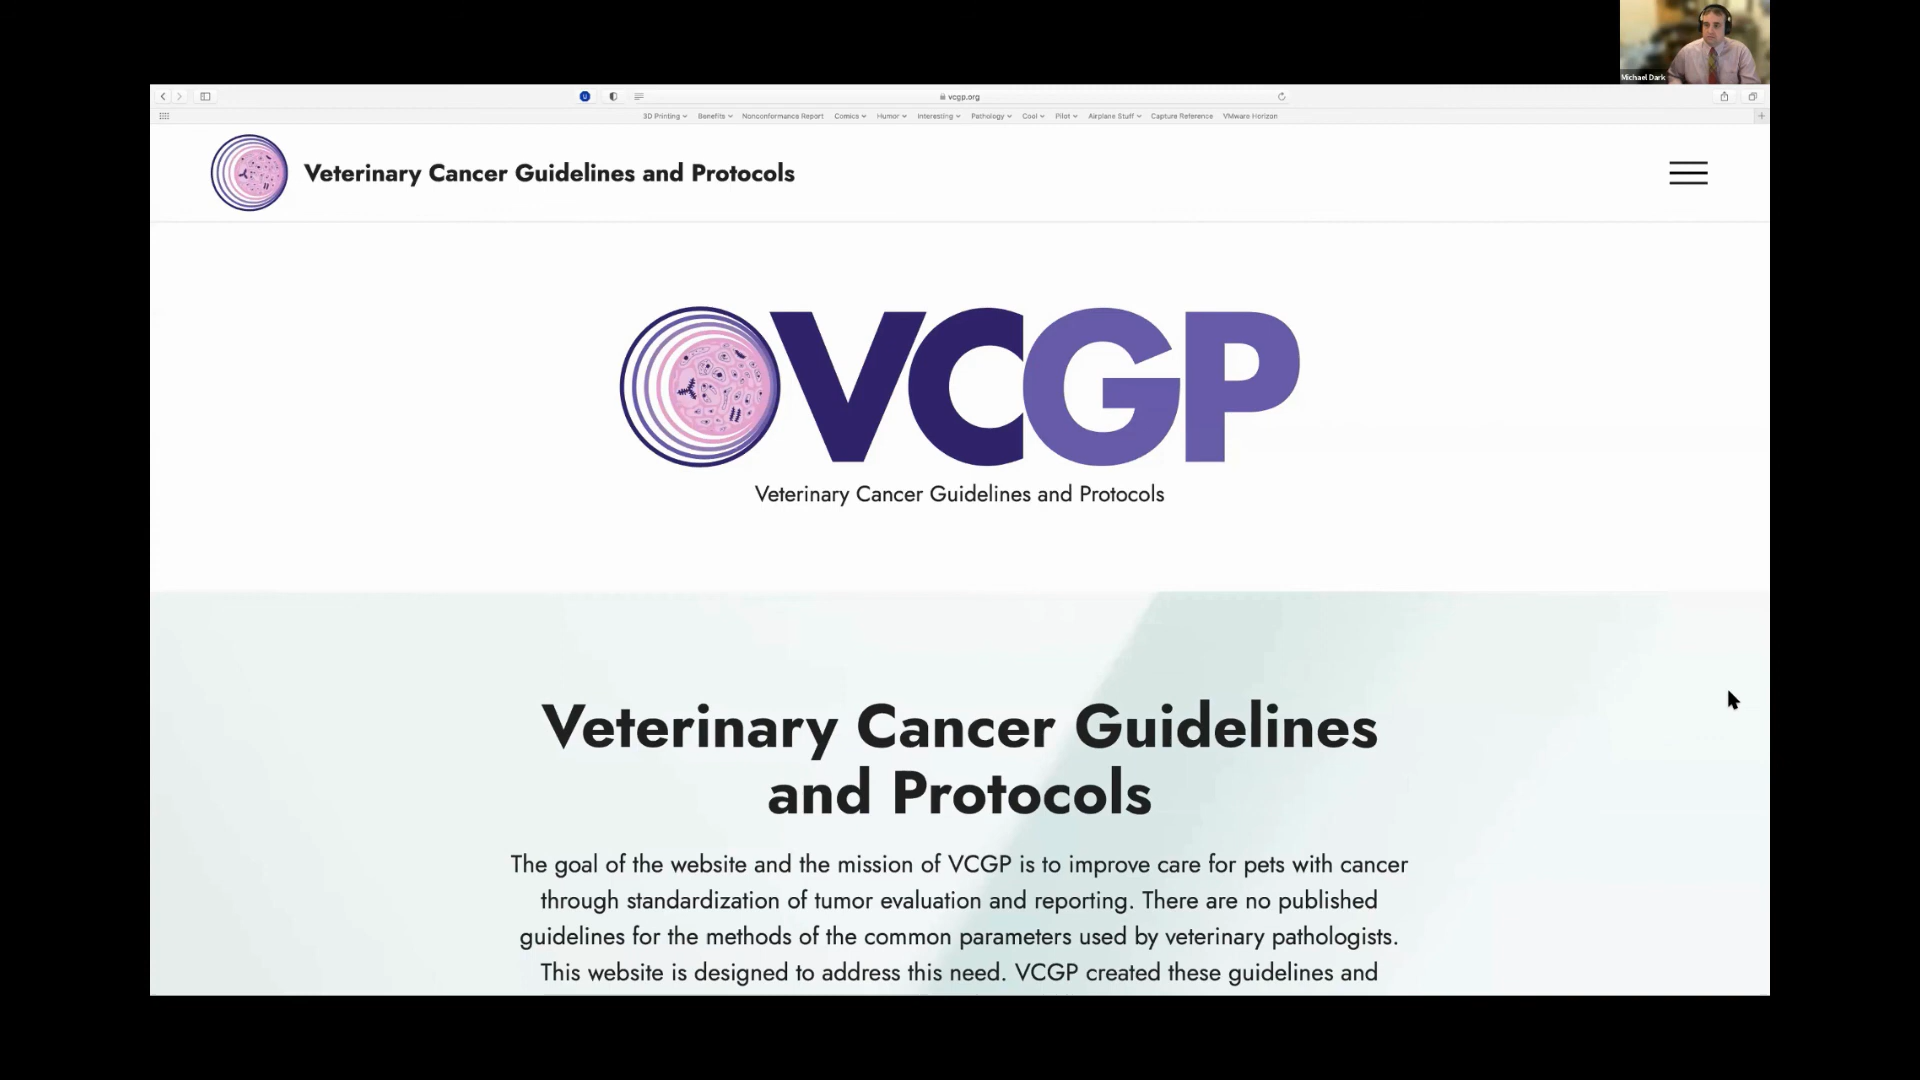 Michael Dark
vcgp.org
3D Printing Benefits Nonconformance Report Comics Humor Interesting Pathology Cool Pilot Airplane Stuff Capture Reference VMware Horizon
Veterinary Cancer Guidelines and Protocols
VCGP
Veterinary Cancer Guidelines and Protocols
Veterinary Cancer Guidelines
and Protocols
The goal of the website and the mission of VCGP is to improve care for pets with cancer
through standardization of tumor evaluation and reporting. There are no published
guidelines for the methods of the common parameters used by veterinary pathologists.
This website is designed to address this need. VCGP created these guidelines and